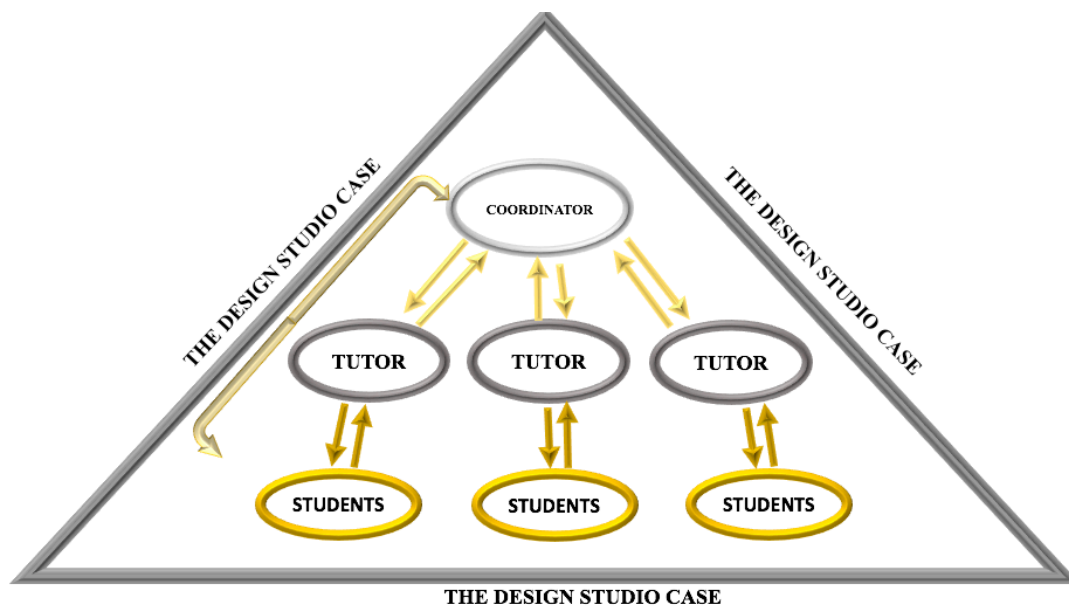 THE DESIGN STUDIO CASE
THE DESIGN STUDIO CASE
COORDINATOR
TUTOR
TUTOR
TUTOR
STUDENTS
STUDENTS
STUDENTS
THE DESIGN STUDIO CASE